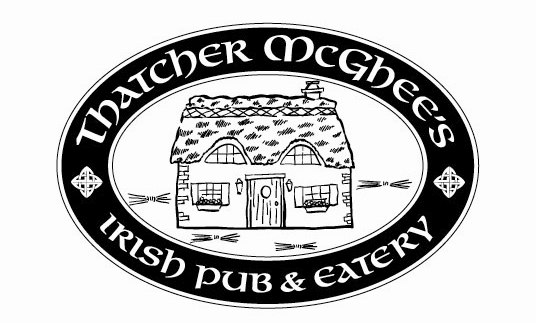 THATCHER McGHEE'S
IRISH PUB & EATERY